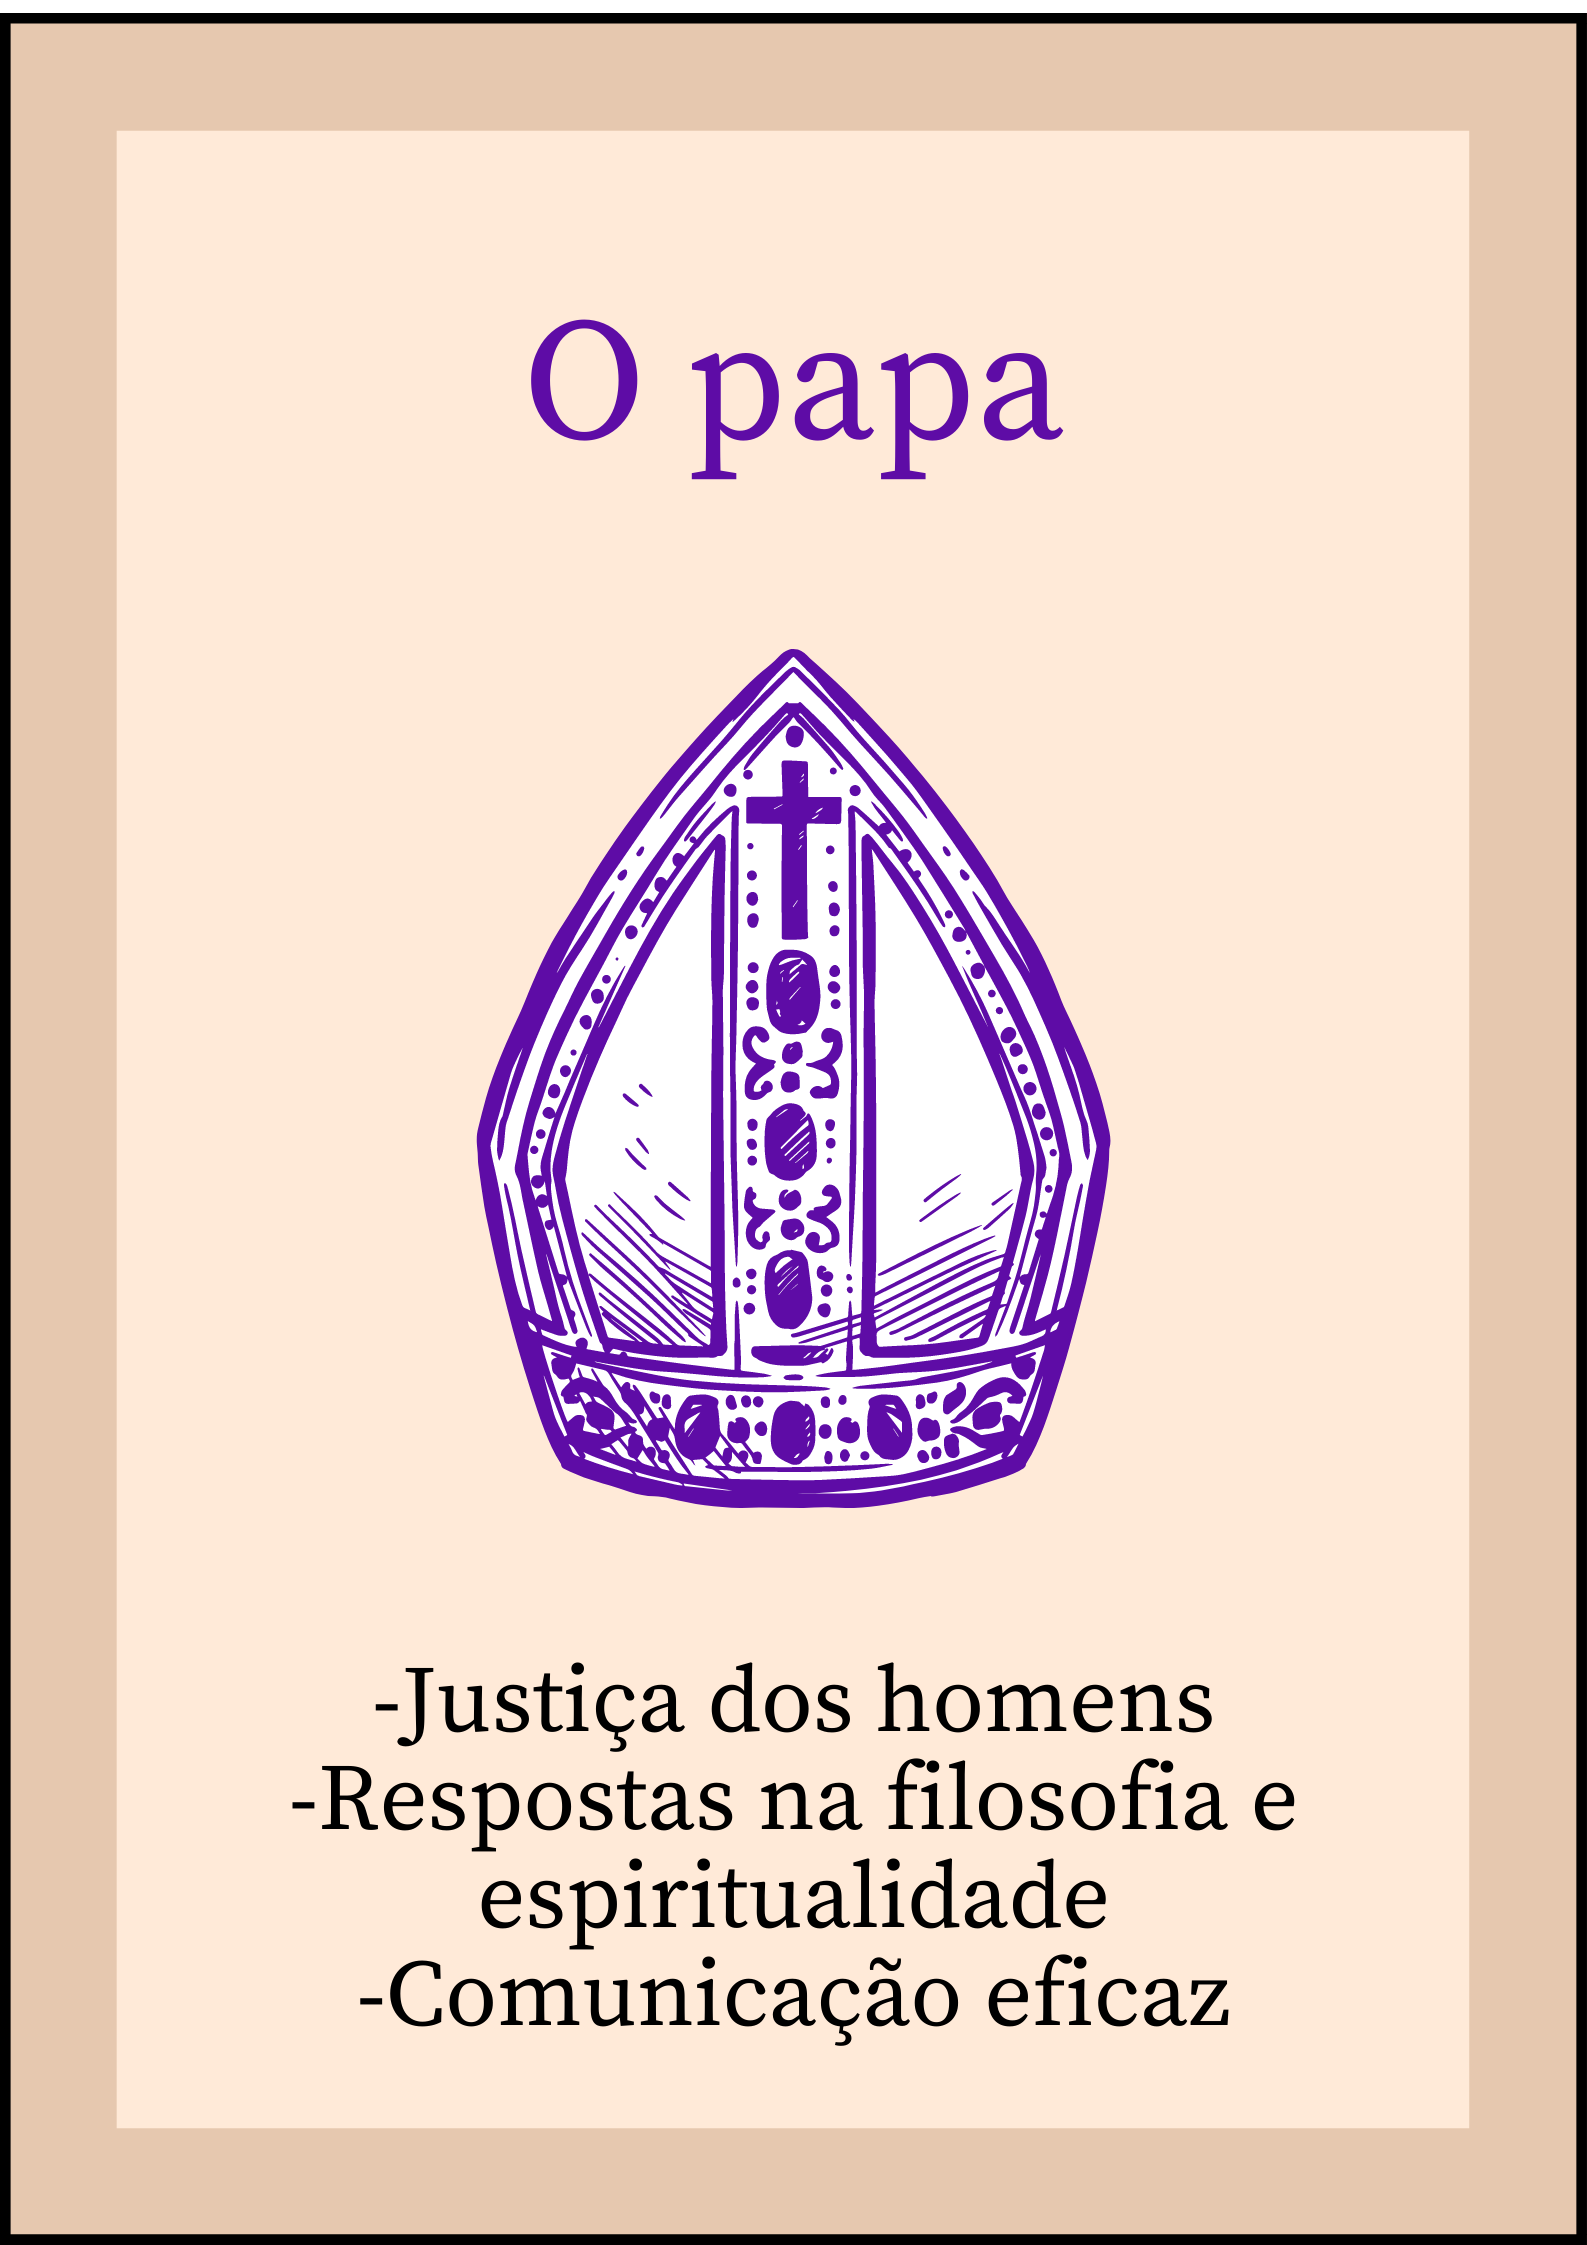 O papa
-Justiça dos homens
-Respostas na filosofia e
espiritualidade
-Comunicação eficaz